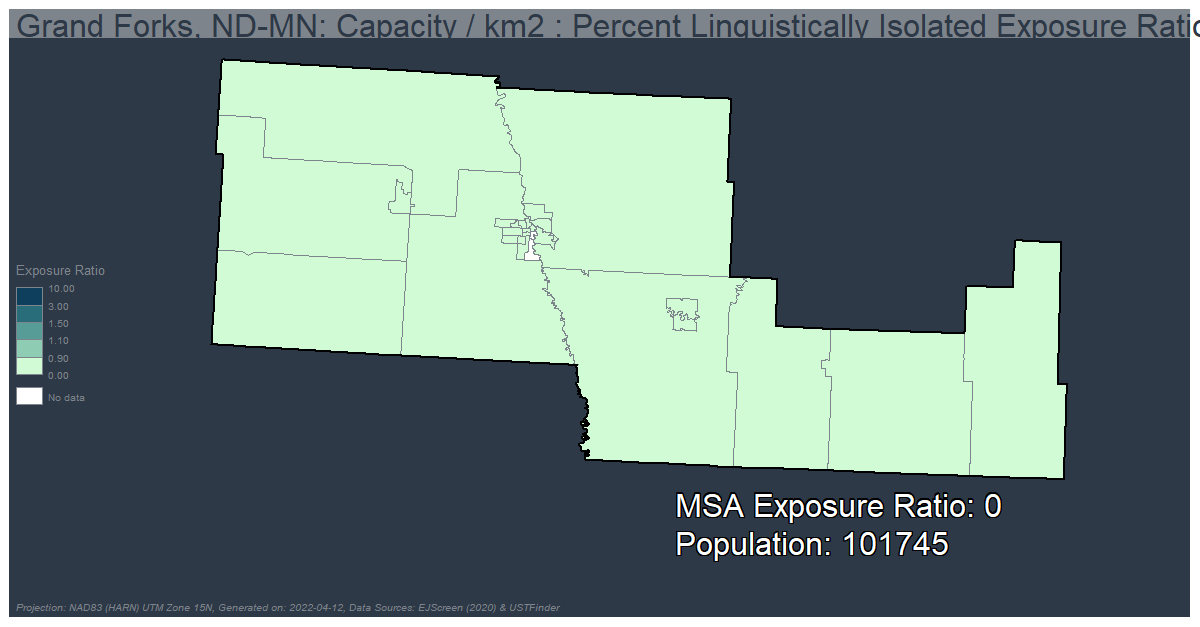 Grand Forks, ND-MN: Capacity / km2 : Percent Linguistically Isolated Exposure Ratio
Exposure Ratio
10.00
3.00
1.50
1.10
0.90
0.00
No data
MSA Exposure Ratio: 0
Population: 101745
Projection: NAD83 (HARN) UTM Zone 15N, Generated on: 2022-04-12, Data Sources: EJScreen (2020) & USTFinder